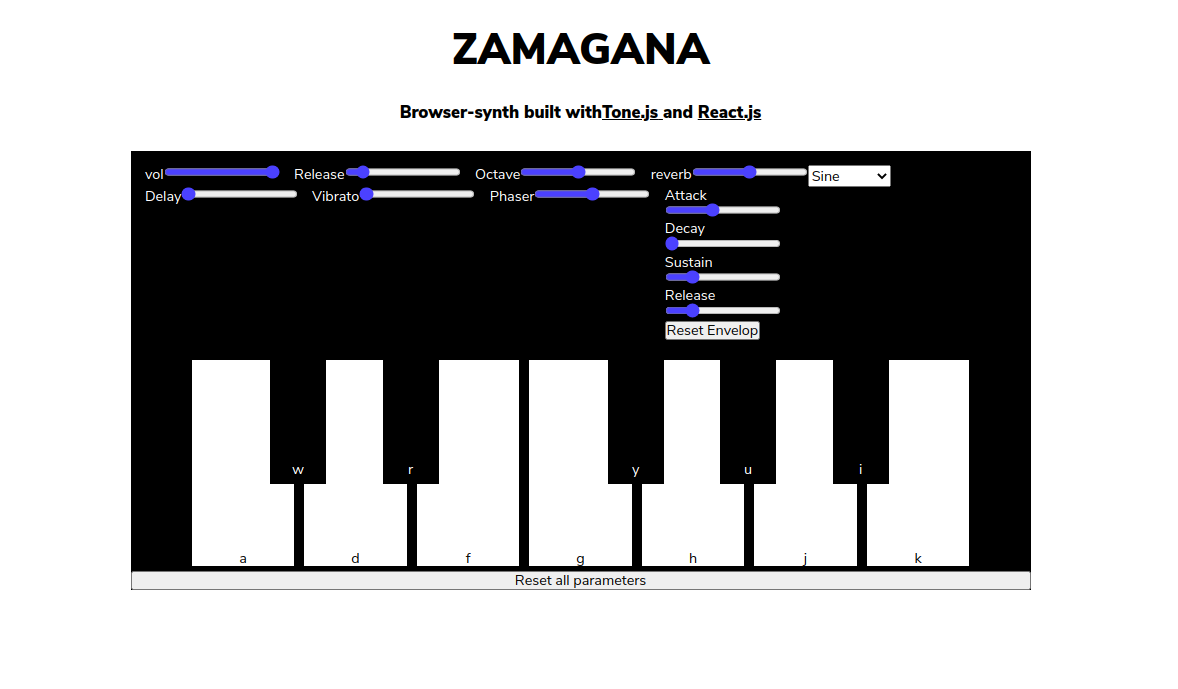 ZAMAGANA
Browser-synth built withTone.js and React.js
vol Release Octave reverb Sine
Delay Vibrato Phaser Attack
Decay
Sustain
Release
Reset Envelop
w r y u i
a d f g h j k
Reset all parameters